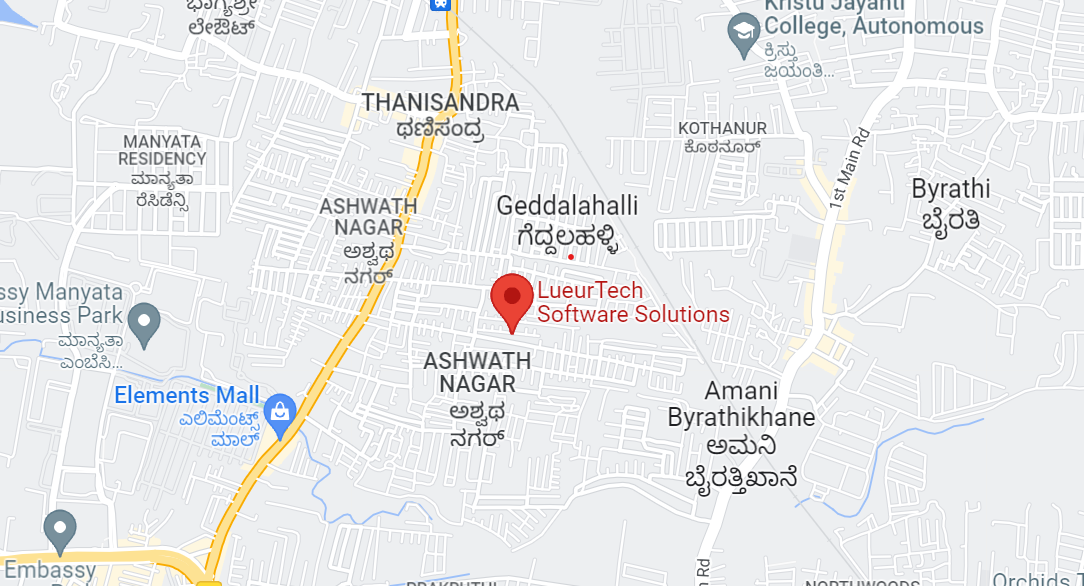 ಭಾಗ್ಯಶ್ರೀ
ಲೇಔಟ್
Kristu Jayanti
College, Autonomous
ಕ್ರಿಸ್ತು
ಜಯಂತಿ...
THANISANDRA
ಥಣಿಸಂದ್ರ
KOTHANUR
ಕೊಠನೂರ್
MANYATA
RESIDENCY
ಮಾನ್ಯತಾ
ರೆಸಿಡೆನ್ಸಿ
1st Main Rd
Byrathi
ಬೈರತಿ
ASHWATH
NAGAR
ಅಶ್ವಥ
ನಗರ್
Geddalahalli
ಗೆದ್ದಲಹಳ್ಳಿ
LueurTech
Software Solutions
ssy Manyata
usiness Park
ಮಾನ್ಯತಾ
ಎಂಬೆಸಿ...
ASHWATH
NAGAR
ಅಶ್ವಥ
ನಗರ್
Elements Mall
ಎಲಿಮೆಂಟ್ಸ್
ಮಾಲ್
Amani
Byrathikhane
ಅಮನಿ
ಬೈರತ್ತಿಖಾನೆ
Embassy
n Rd
PRAKRUTHI
NORTHWOODS
Orchids